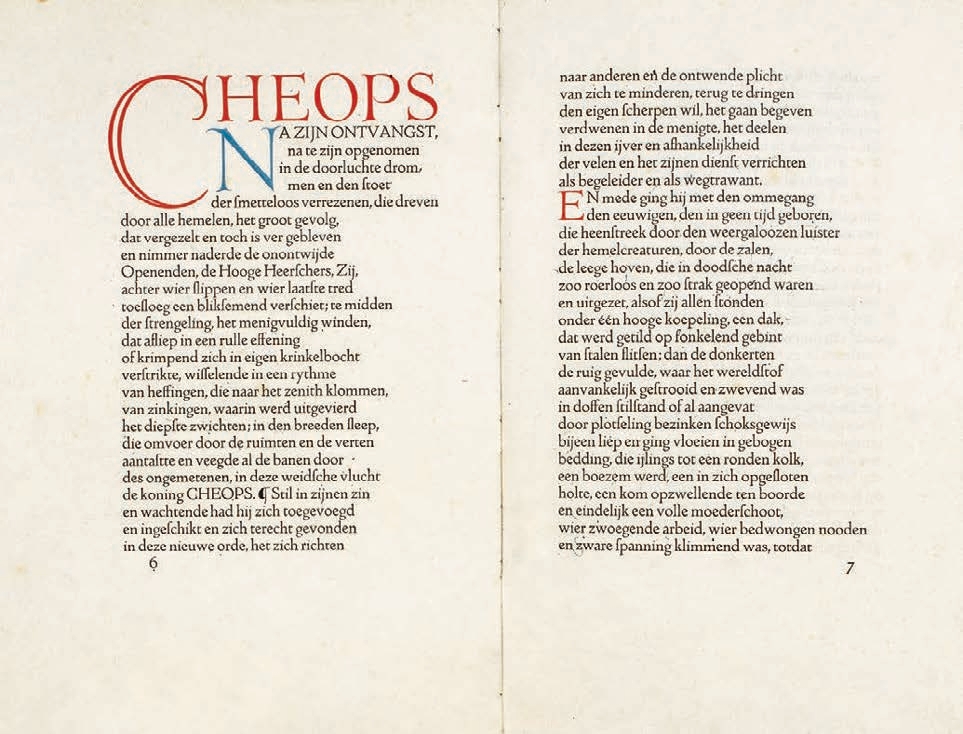 CHEOPS
NA ZIJN ONTVANGST,
na te zijn opgenomen
in de doorluchte drom,
men en den ſtoet
der ſmetteloos verrezenen, die dreven
door alle hemelen, het groot gevolg,
dat vergezelt en toch is ver gebleven
en nimmer naderde de onontwijde
Openenden, de Hooge Heerſchers, Zij,
achter wier ſlippen en wier laatſte tred
toeſloeg een blikſemend verſchiet; te midden
der ſtrengeling, het menigvuldig winden,
dat afliep in een rulle effening
of krimpend zich in eigen krinkelbocht
verſtrikte, wiſſelende in een rythme
van heffingen, die naar het zenith klommen,
van zinkingen, waarin werd uitgevierd
het diepſte zwichten; in den breeden ſleep,
die omvoer door de ruimten en de verten
aantaſtte en veegde al de banen door
des ongemetenen, in deze weidſche vlucht
de koning CHEOPS. ¶ Stil in zijnen zin
en wachtende had hij zich toegevoegd
en ingeſchikt en zich terecht gevonden
in deze nieuwe orde, het zich richten
6
naar anderen en de ontwende plicht
van zich te minderen, terug te dringen
den eigen ſcherpen wil, het gaan begeven
verdwenen in de menigte, het deelen
in dezen ijver en afhankelijkheid
der velen en het zijnen dienſt verrichten
als begeleider en als wegtrawant.
EN mede ging hij met den ommegang
den eeuwigen, den in geen tijd geboren,
die heenſtreek door den weergaloozen luiſter
der hemelcreaturen, door de zalen,
de leege hoven, die in doodſche nacht
zoo roerloos en zoo ſtrak geopend waren
en uitgezet, alsof zij allen ſtonden
onder één hooge koepeling, een dak,
dat werd getild op fonkelend gebint
van ſtalen flitſen; dan de donkerten
de ruig gevulde, waar het wereldſtof
aanvankelijk geſtrooid en zwevend was
in doffen ſtilſtand of al aangevat
door plotſeling bezinken ſchoksgewijs
bijeen liep en ging vloeien in gebogen
bedding, die ijlings tot een ronden kolk,
een boezem werd, een in zich opgeſloten
holte, een kom opzwellende ten boorde
en eindelijk een volle moederſchoot,
wier zwoegende arbeid, wier bedwongen nooden
en zware ſpanning klimmend was, totdat
7